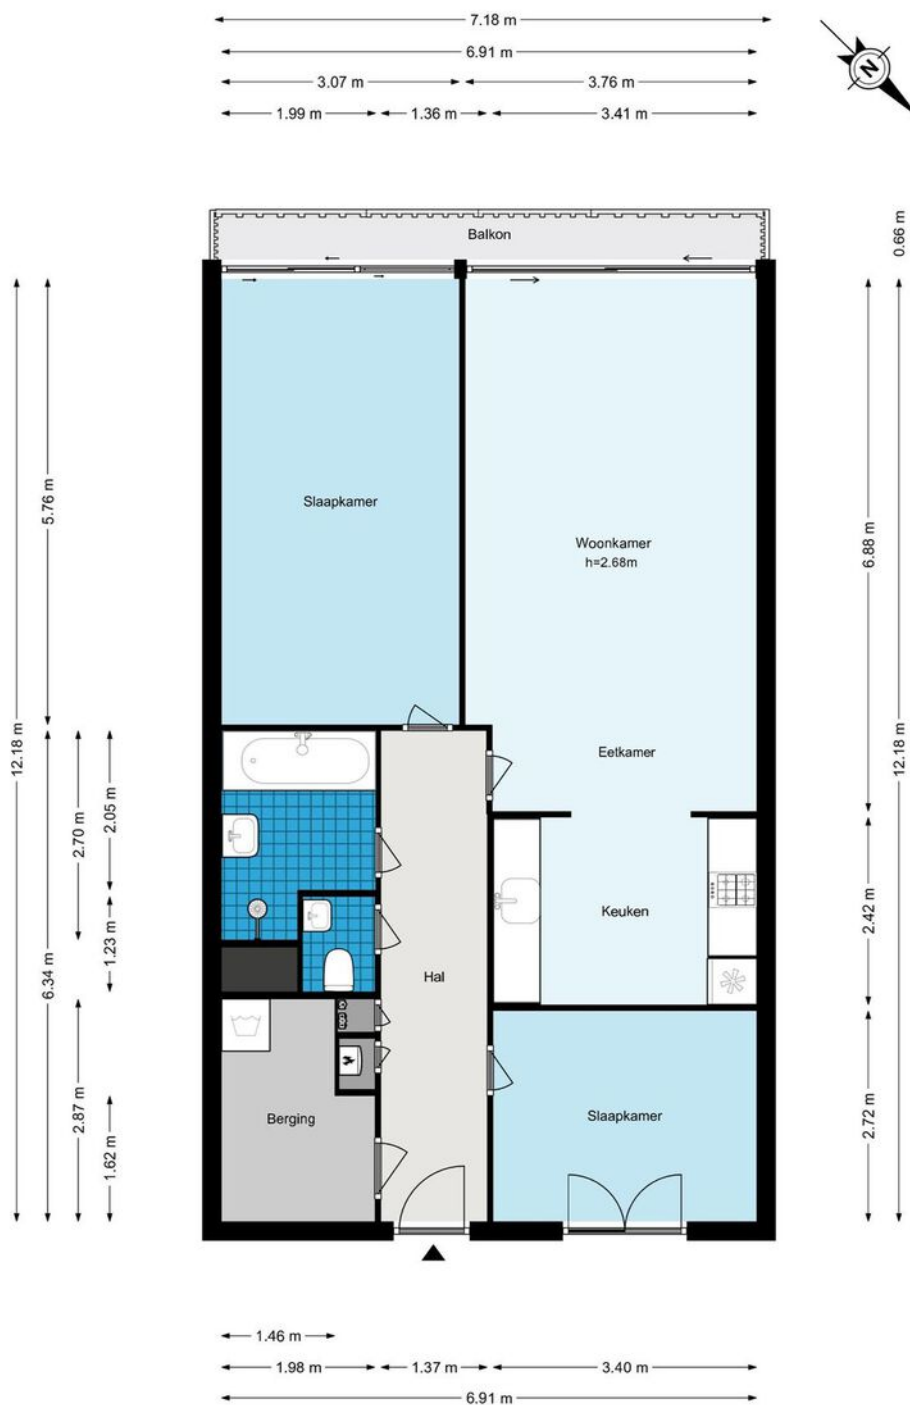 7.18 m
6.91 m
3.07 m
3.76 m
1.99 m
1.36 m
3.41 m
N
Balkon
0.66 m
5.76 m
Slaapkamer
Woonkamer
h=2.68m
6.88 m
12.18 m
12.18 m
Eetkamer
2.05 m
2.70 m
6.34 m
1.23 m
Keuken
2.42 m
Hal
2.87 m
1.62 m
Berging
Slaapkamer
2.72 m
1.46 m
1.98 m
1.37 m
3.40 m
6.91 m